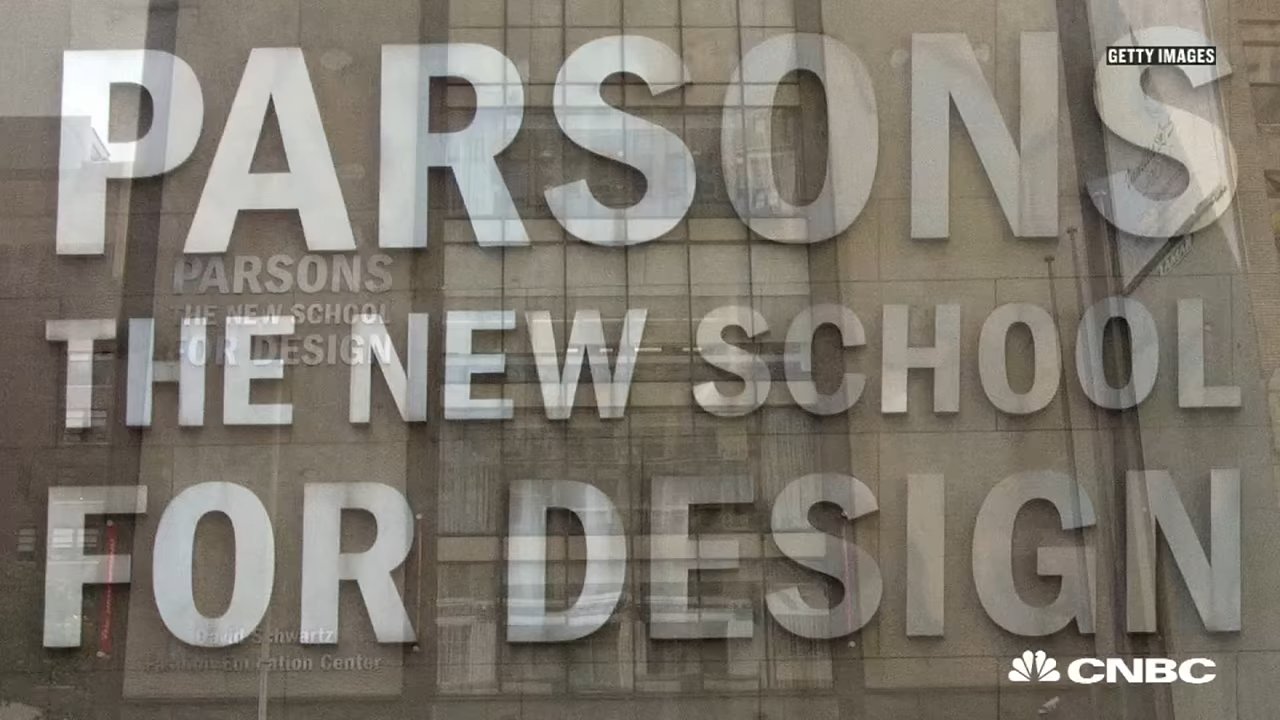 GETTY IMAGES
PARSONS
THE NEW SCHOOL
FOR DESIGN
PARSONS
THE NEW SCHOOL
FOR DESIGN
David Schwartz
Fashion Education Center
CNBC